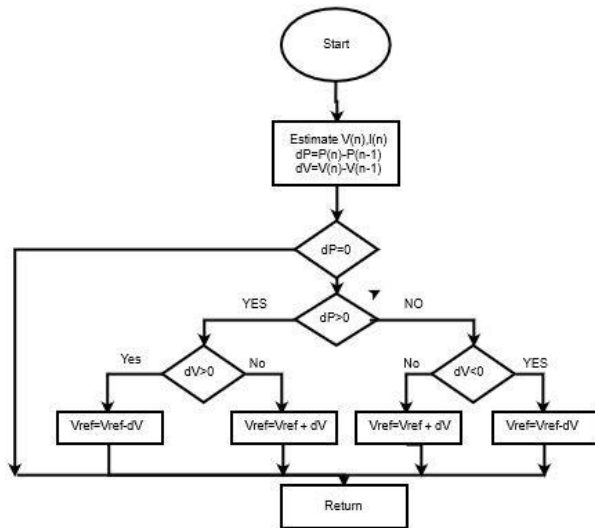 Start
Estimate V(n),I(n)
dP=P(n)-P(n-1)
dV=V(n)-V(n-1)
dP=0
YES
dP>0
NO
Yes
dV>0
No
No
dV<0
YES
Vref=Vref-dV
Vref=Vref + dV
Vref=Vref + dV
Vref=Vref-dV
Return